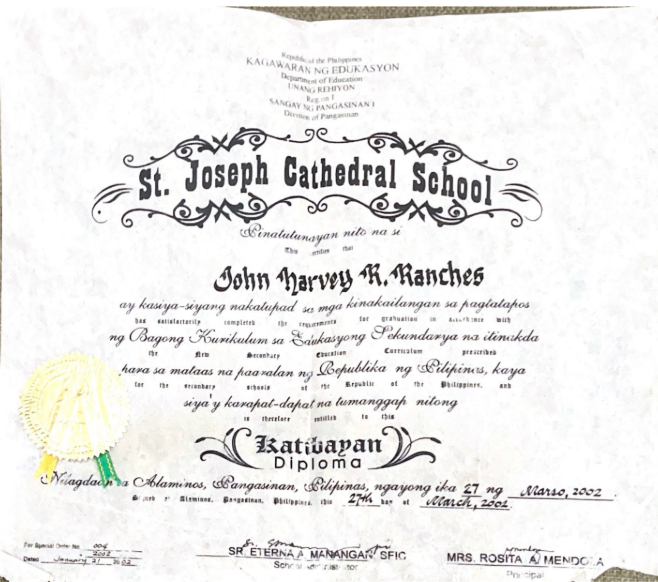 Republic of the Philippines
KAGAWARAN NG EDUKASYON
Department of Education
UNANG REHIYON
Region I
SANGAY NG PANGASINAN I
Division of Pangasinan
St. Joseph Cathedral School
Pinatutunayan nito na si
This certifies that
John Harvey R. Ranches
ay kasiya-siyang nakatupad sa mga kinakailangan sa pagtatapos
has satisfactorily completed the requirements for graduation in accordance with
ng Bagong Kurikulum sa Edukasyong Sekundarya na itinakda
the New Secondary Education Curriculum prescribed
para sa mataas na paaralan ng Republika ng Pilipinas, kaya
for the secondary schools of the Republic of the Philippines, and
siya'y karapat-dapat na tumanggap nitong
is therefore entitled to this
Katibayan
Diploma
Nilagdaan sa Alaminos, Pangasinan, Pilipinas, ngayong ika 27 ng Marso, 2002
Signed at Alaminos, Pangasinan, Philippines, this 27th day of March, 2002.
For Special Order No. 004
2002
Dated January 21 2002
SR. ETERNA A. MANANGAN, SFIC
School Administrator
MRS. ROSITA A. MENDOZA
Principal